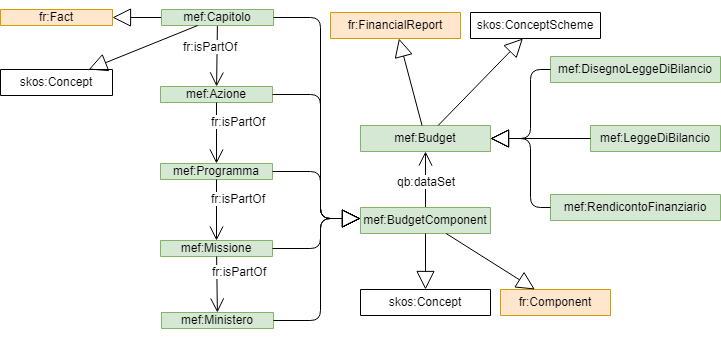 fr:Fact
mef:Capitolo
fr:FinancialReport
skos:ConceptScheme
fr:isPartOf
skos:Concept
mef:DisegnoLeggeDiBilancio
mef:Azione
fr:isPartOf
mef:Budget
mef:LeggeDiBilancio
mef:Programma
qb:dataSet
fr:isPartOf
mef:BudgetComponent
mef:RendicontoFinanziario
mef:Missione
fr:isPartOf
skos:Concept
fr:Component
mef:Ministero